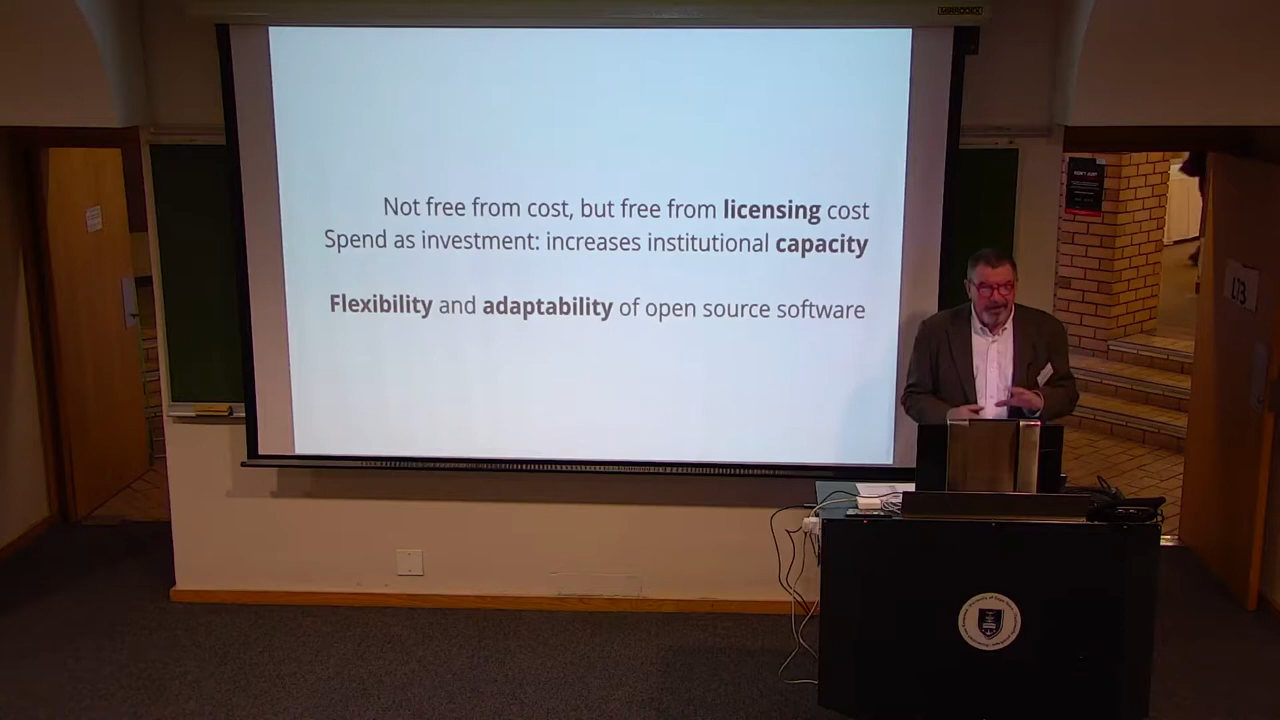 Not free from cost, but free from licensing cost
Spend as investment: increases institutional capacity
Flexibility and adaptability of open source software
L73